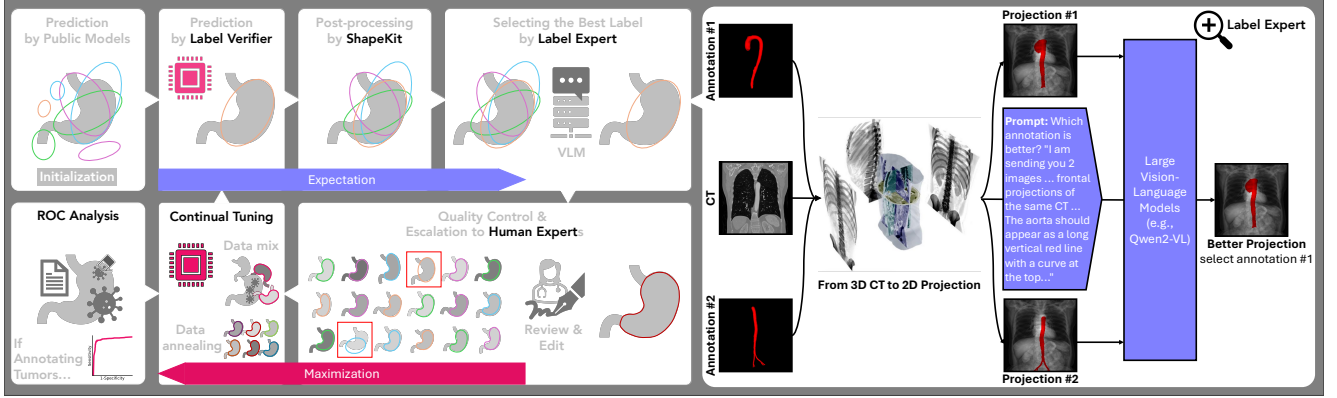 Prediction
by Public Models
Initialization
Prediction
by Label Verifier
Post-processing
by ShapeKit
Selecting the Best Label
by Label Expert
VLM
Expectation
ROC Analysis
If
Annotating
Tumors...
Sensitivity
1-Specificity
Continual Tuning
Data mix
Data
annealing
Quality Control &
Escalation to Human Experts
Review &
Edit
Maximization
Annotation #1
CT
Annotation #2
From 3D CT to 2D Projection
Projection #1
Prompt: Which
annotation is
better? "I am
sending you 2
images ... frontal
projections of
the same CT ...
The aorta should
appear as a long
vertical red line
with a curve at
the top..."
Projection #2
Large
Vision-
Language
Models
(e.g.,
Qwen2-VL)
Label Expert
Better Projection
select annotation #1